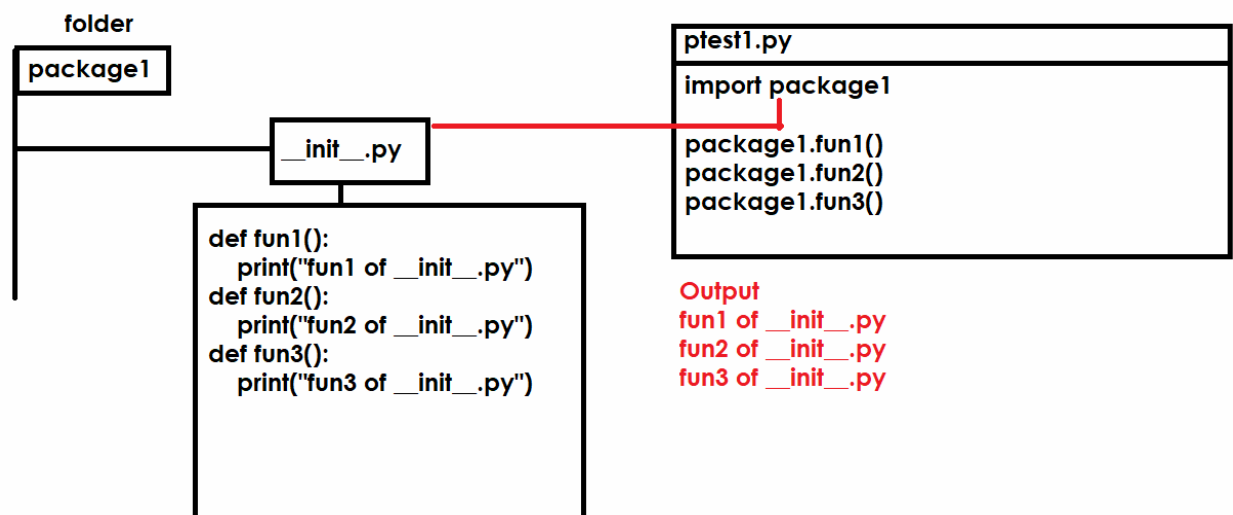 folder
package1
__init__.py
def fun1():
    print("fun1 of __init__.py")
def fun2():
    print("fun2 of __init__.py")
def fun3():
    print("fun3 of __init__.py")
ptest1.py
import package1
package1.fun1()
package1.fun2()
package1.fun3()
Output
fun1 of __init__.py
fun2 of __init__.py
fun3 of __init__.py